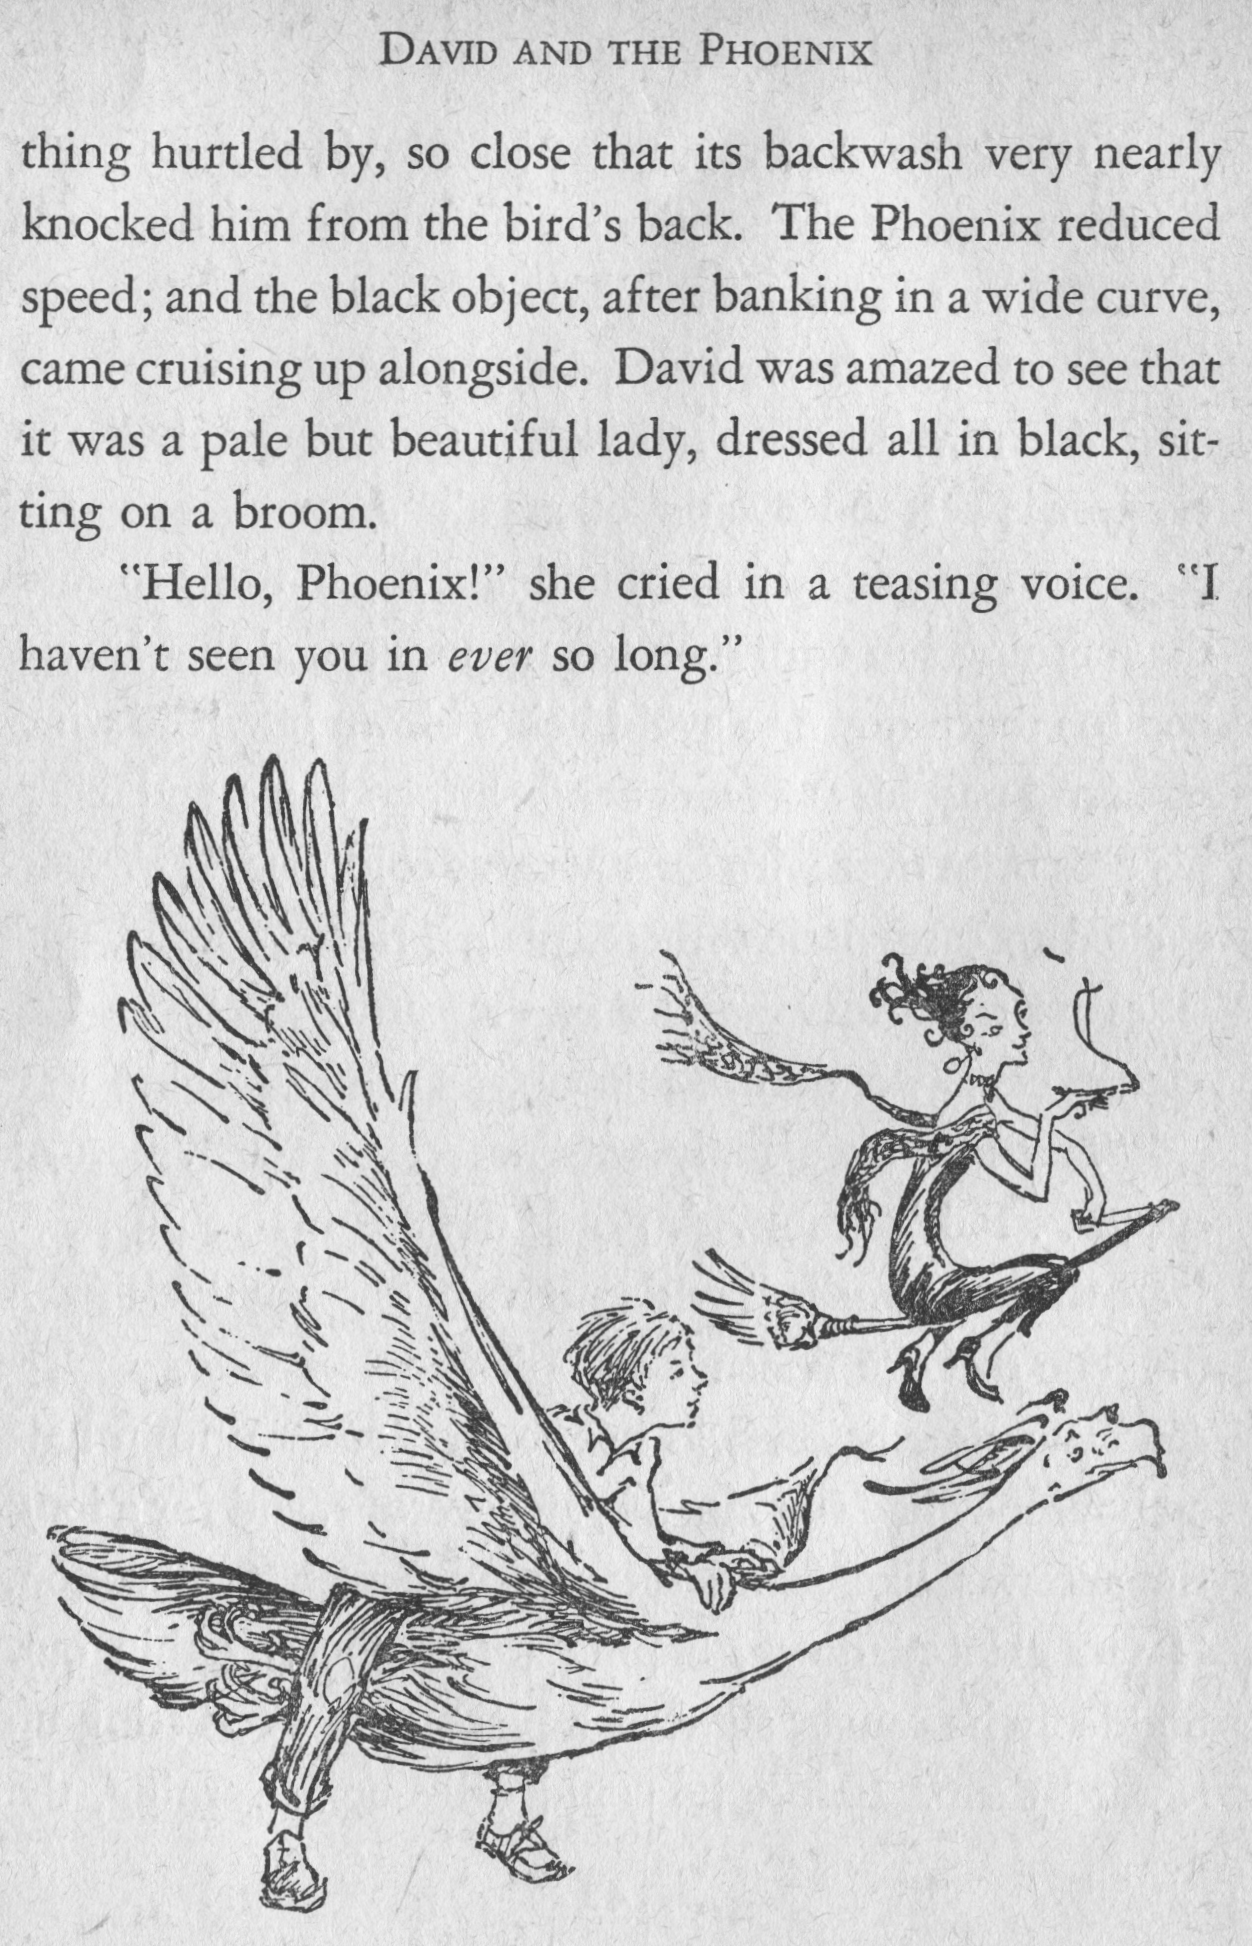 DAVID AND THE PHOENIX
thing hurtled by, so close that its backwash very nearly
knocked him from the bird’s back. The Phoenix reduced
speed; and the black object, after banking in a wide curve,
came cruising up alongside. David was amazed to see that
it was a pale but beautiful lady, dressed all in black, sit-
ting on a broom.
“Hello, Phoenix!” she cried in a teasing voice. “I
haven’t seen you in ever so long.”